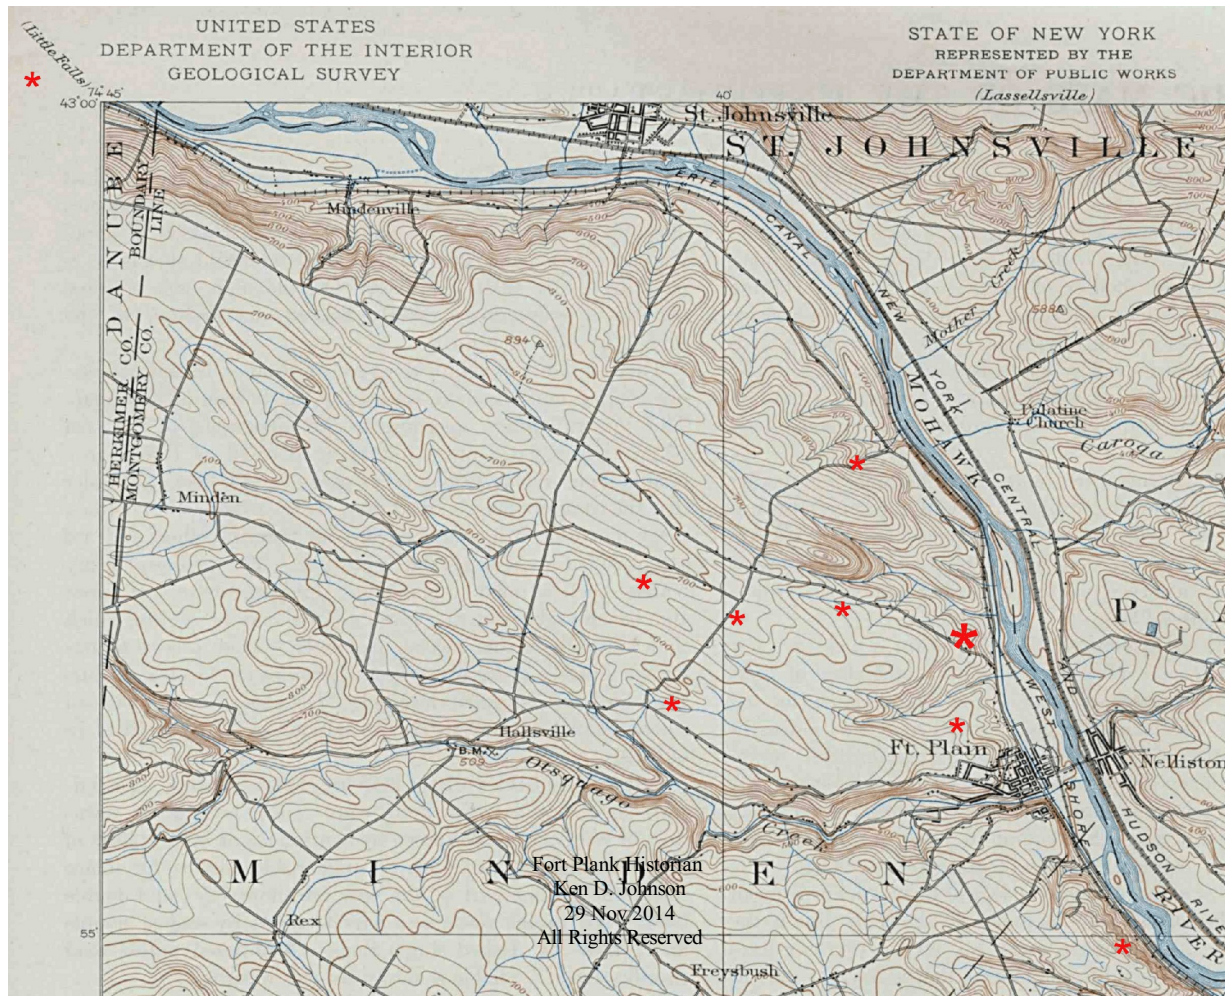 UNITED STATES
DEPARTMENT OF THE INTERIOR
GEOLOGICAL SURVEY
STATE OF NEW YORK
REPRESENTED BY THE
DEPARTMENT OF PUBLIC WORKS
(Lassellsville)
(Little Falls)
74°45'
43°00'
40'
St. Johnsville
ST. JOHNSVILLE
ERIE CANAL
Mindenville
DANUBE
BOUNDARY LINE
HERKIMER CO.
MONTGOMERY CO.
894
588
Mother Creek
NEW YORK CENTRAL AND HUDSON RIVER
MOHAWK
Palatine
Church
Caroga
Minden
P A
WEST SHORE
Hallsville
B.M.
509
Otsquago Creek
Ft. Plain
Nelliston
MINDEN
RIVER
Rex
Freysbush
55'
Fort Plank Historian
Ken D. Johnson
29 Nov 2014
All Rights Reserved